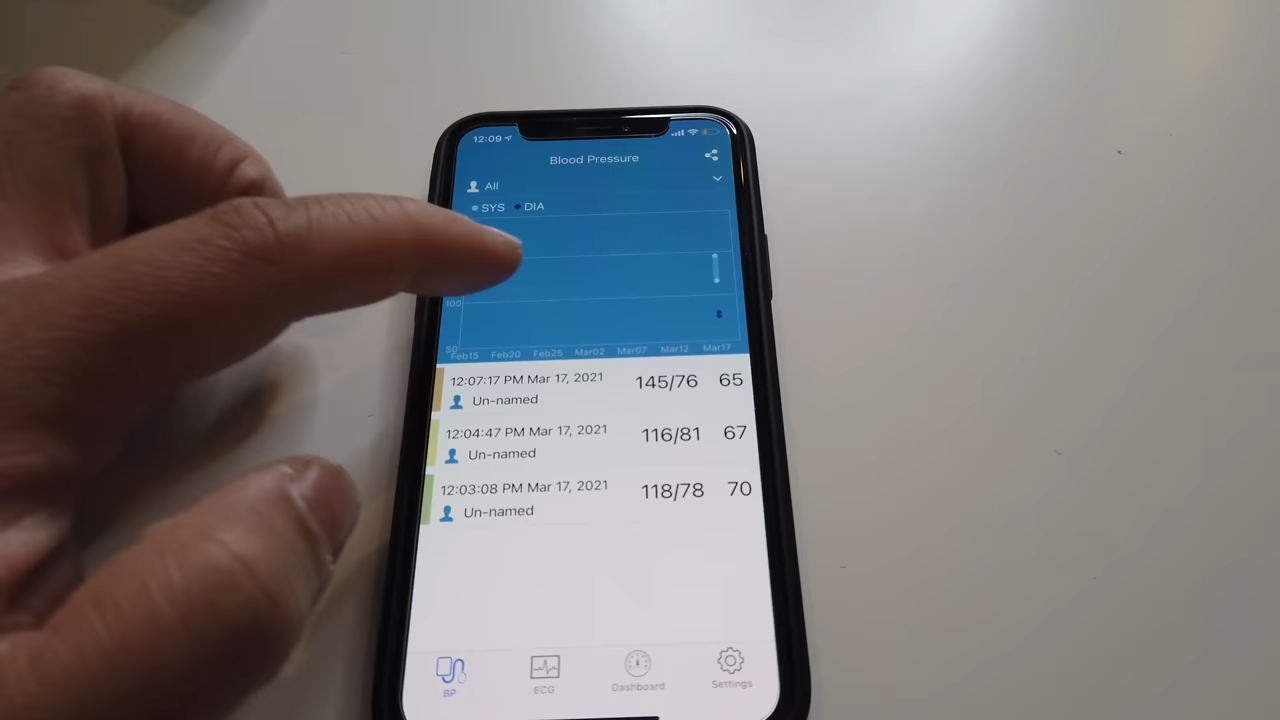 12:09
Blood Pressure
All
SYS DIA
100
50
Feb15 Feb20 Feb25 Mar02 Mar07 Mar12 Mar17
12:07:17 PM Mar 17, 2021 145/76 65
Un-named
12:04:47 PM Mar 17, 2021 116/81 67
Un-named
12:03:08 PM Mar 17, 2021 118/78 70
Un-named
BP ECG Dashboard Settings